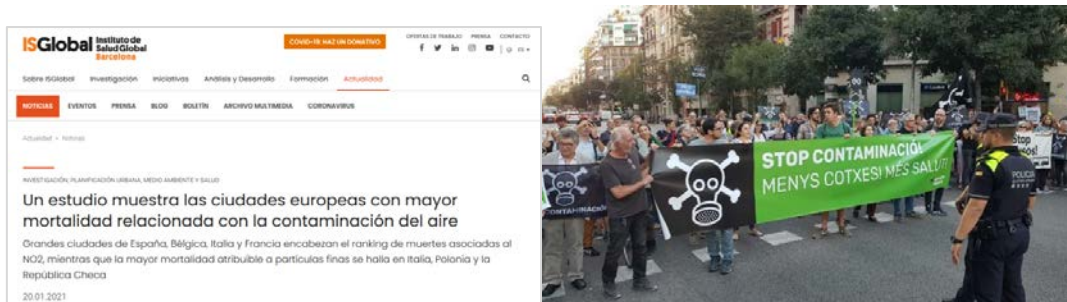 ISGlobal Instituto de
Salud Global
Barcelona
COVID-19: HAZ UN DONATIVO
OFERTAS DE TRABAJO PRENSA CONTACTO
Sobre ISGlobal Investigación Iniciativas Análisis y Desarrollo Formación Actualidad
NOTICIAS EVENTOS PRENSA BLOG BOLETÍN ARCHIVO MULTIMEDIA CORONAVIRUS
Actualidad > Noticias
INVESTIGACIÓN, PLANIFICACIÓN URBANA, MEDIO AMBIENTE Y SALUD
Un estudio muestra las ciudades europeas con mayor
mortalidad relacionada con la contaminación del aire
Grandes ciudades de España, Bélgica, Italia y Francia encabezan el ranking de muertes asociadas al
NO2, mientras que la mayor mortalidad atribuible a partículas finas se halla en Italia, Polonia y la
República Checa
20.01.2021
STOP CONTAMINACIÓ!
MENYS COTXES! MÉS SALUT!
CONTAMINACIÓ
Stop
POLICIA